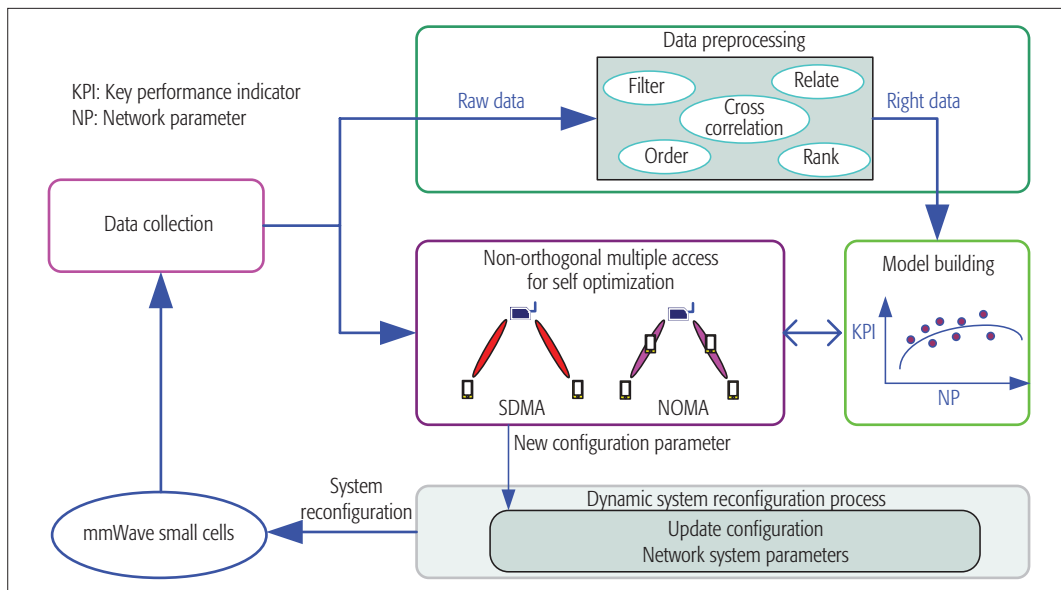 Data preprocessing
KPI: Key performance indicator
NP: Network parameter
Raw data
Filter
Relate
Cross
correlation
Order
Rank
Right data
Data collection
Non-orthogonal multiple access
for self optimization
SDMA
NOMA
Model building
KPI
NP
New configuration parameter
System
reconfiguration
mmWave small cells
Dynamic system reconfiguration process
Update configuration
Network system parameters